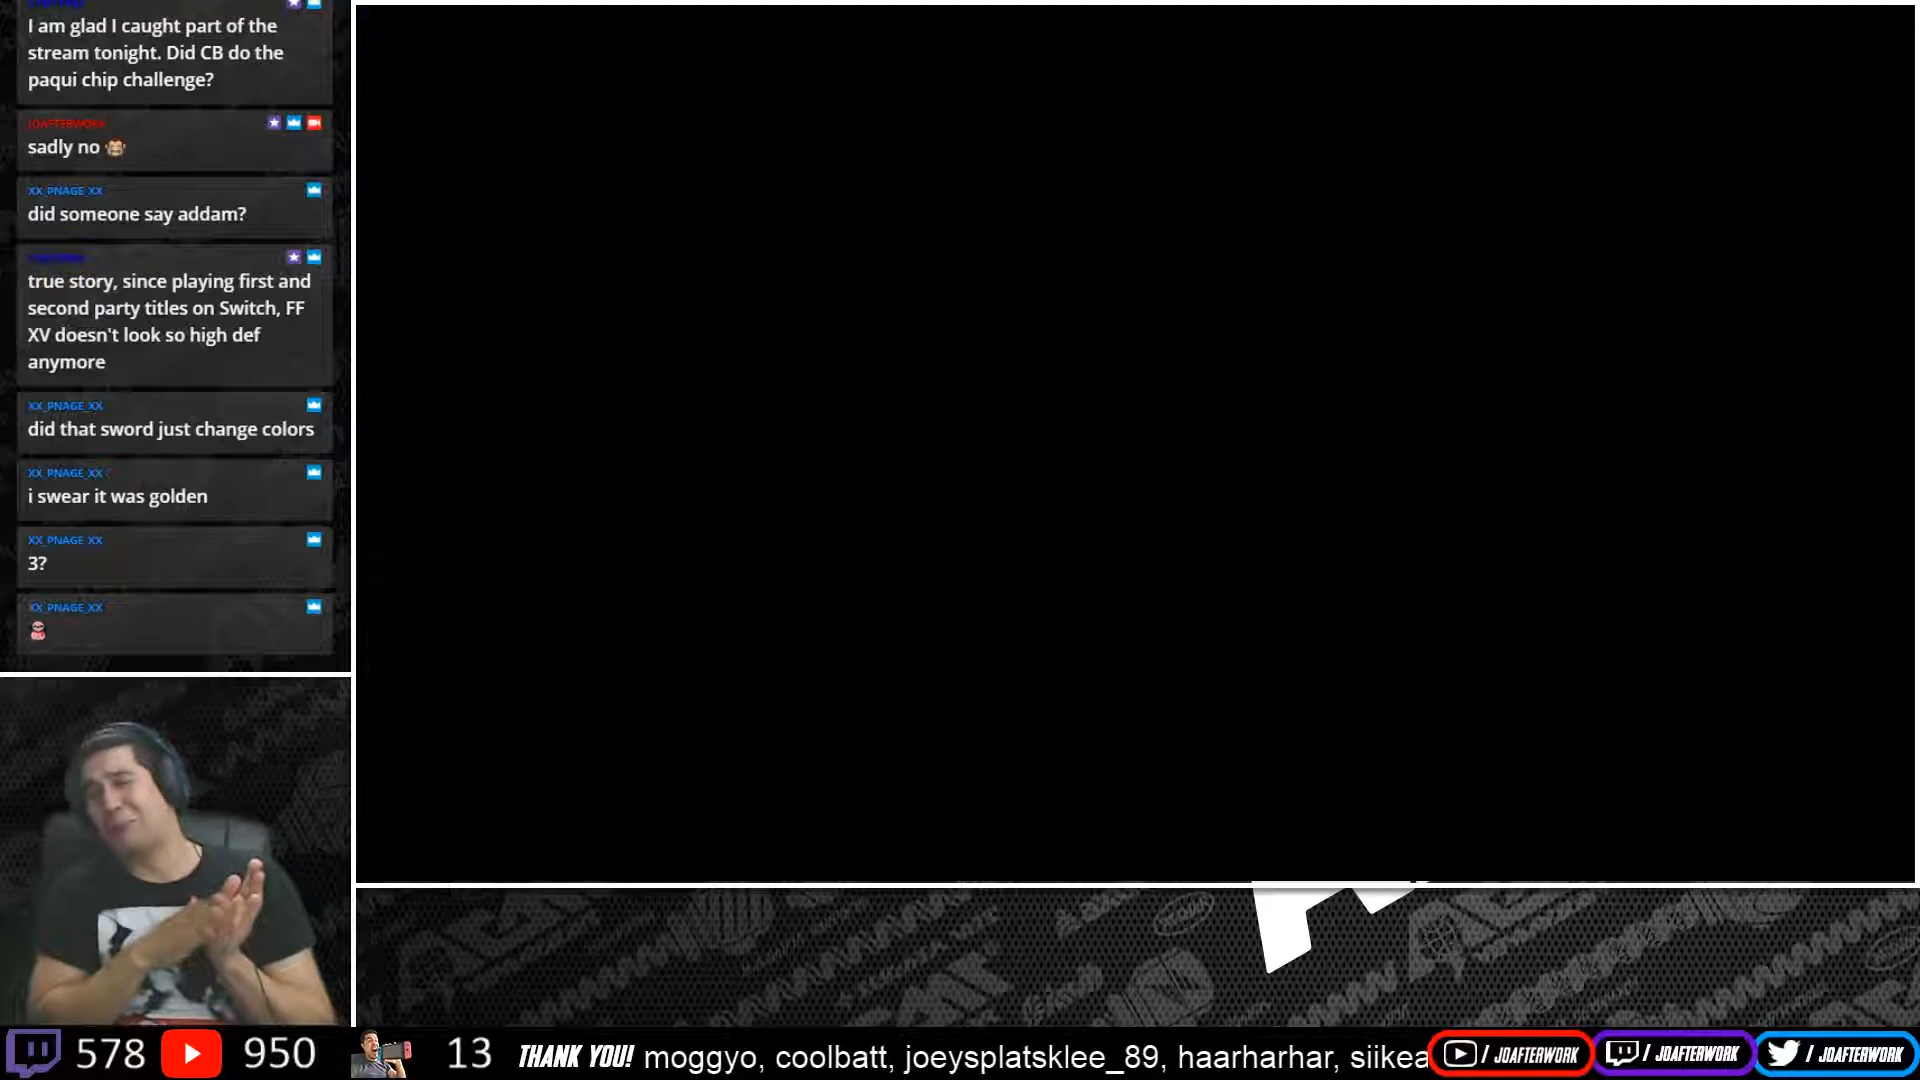 I am glad I caught part of the
stream tonight. Did CB do the
paqui chip challenge?
JOAFTERWORK
sadly no
XX_PNAGE_XX
did someone say addam?
true story, since playing first and
second party titles on Switch, FF
XV doesn't look so high def
anymore
XX_PNAGE_XX
did that sword just change colors
XX_PNAGE_XX
i swear it was golden
XX_PNAGE_XX
3?
XX_PNAGE_XX
578
950
13
THANK YOU! moggyo, coolbatt, joeysplatsklee_89, haarharhar, siikea
/ JOAFTERWORK
/ JOAFTERWORK
/ JOAFTERWORK